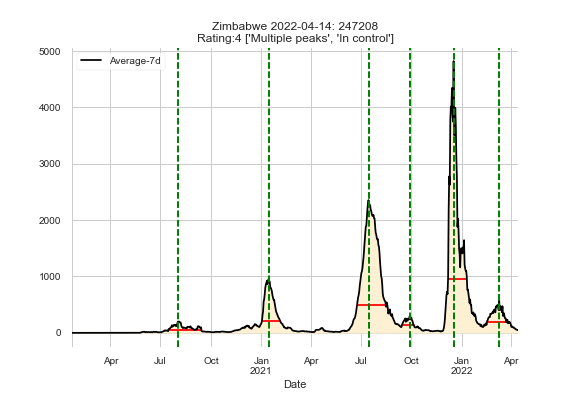 Zimbabwe 2022-04-14: 247208
Rating:4 ['Multiple peaks', 'In control']
Average-7d
5000
4000
3000
2000
1000
0
Apr Jul Oct Jan Apr Jul Oct Jan Apr
2021 2022
Date